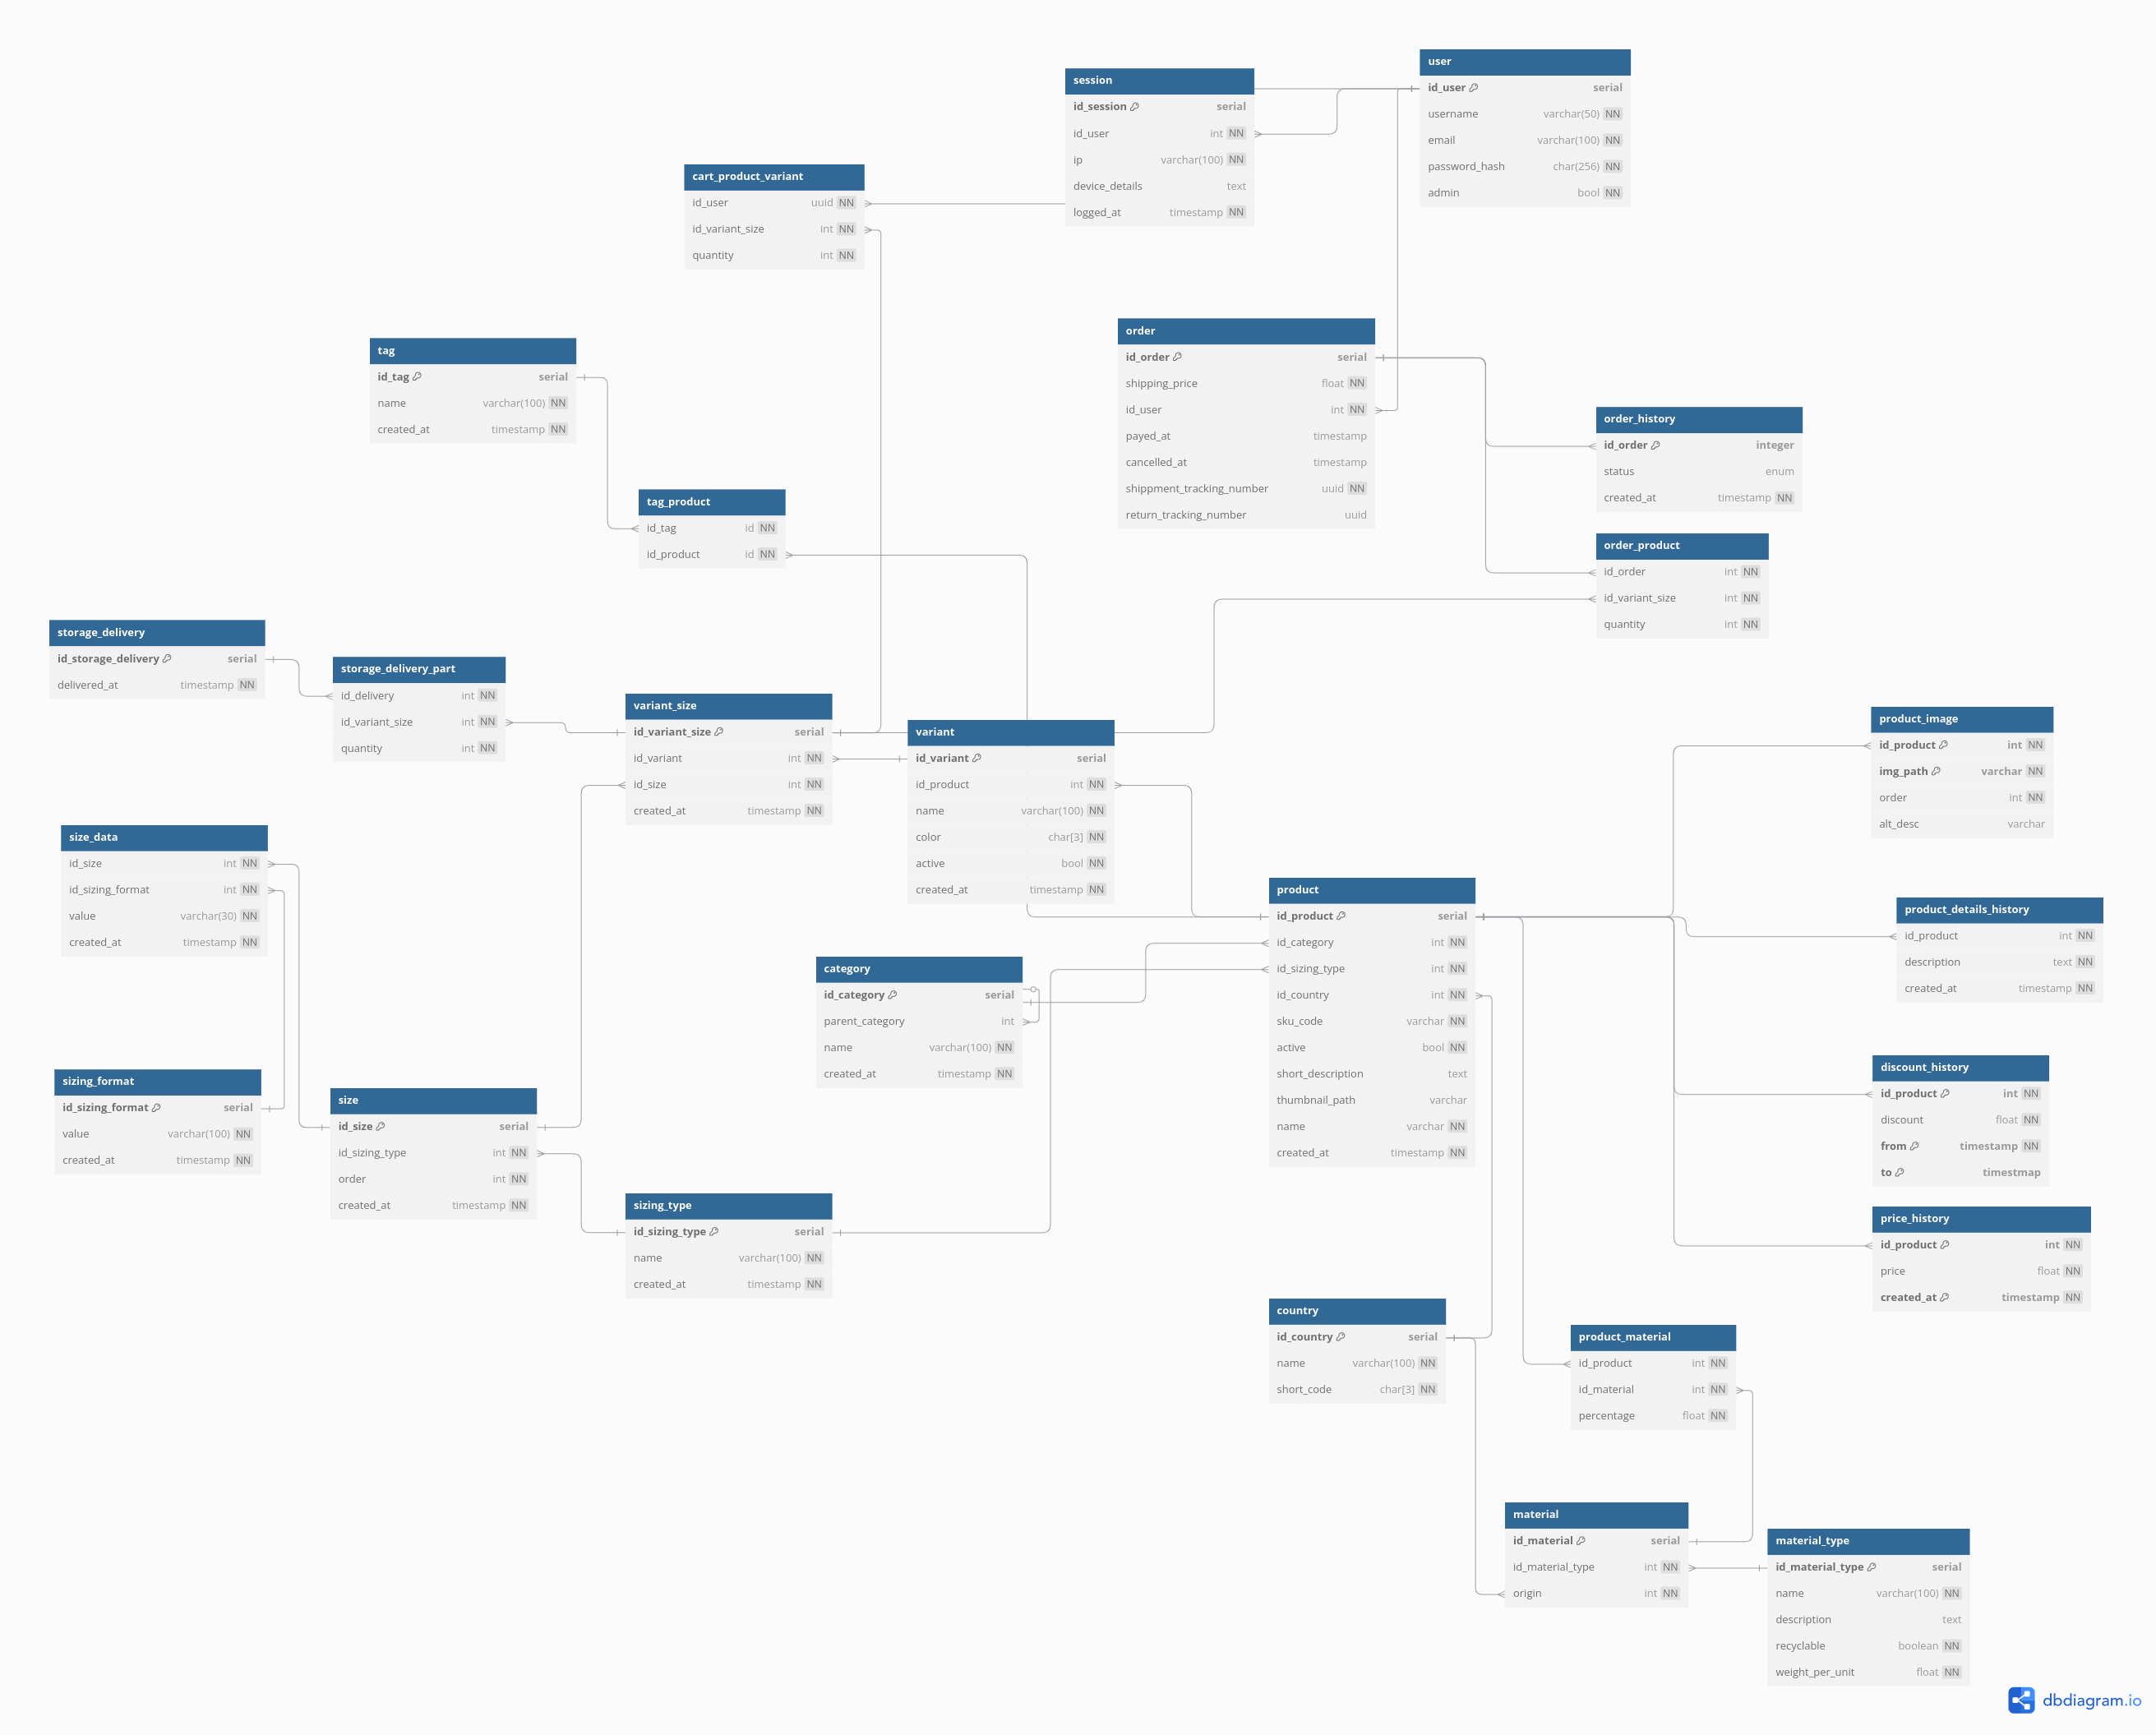 user
id_user serial
username varchar(50) NN
email varchar(100) NN
password_hash char(256) NN
admin bool NN
session
id_session serial
id_user int NN
ip varchar(100) NN
device_details text
logged_at timestamp NN
cart_product_variant
id_user uuid NN
id_variant_size int NN
quantity int NN
order
id_order serial
shipping_price float NN
id_user int NN
payed_at timestamp
cancelled_at timestamp
shippment_tracking_number uuid NN
return_tracking_number uuid
tag
id_tag serial
name varchar(100) NN
created_at timestamp NN
order_history
id_order integer
status enum
created_at timestamp NN
tag_product
id_tag id NN
id_product id NN
order_product
id_order int NN
id_variant_size int NN
quantity int NN
storage_delivery
id_storage_delivery serial
delivered_at timestamp NN
storage_delivery_part
id_delivery int NN
id_variant_size int NN
quantity int NN
variant_size
id_variant_size serial
id_variant int NN
id_size int NN
created_at timestamp NN
variant
id_variant serial
id_product int NN
name varchar(100) NN
color char[3] NN
active bool NN
created_at timestamp NN
product_image
id_product int NN
img_path varchar NN
order int NN
alt_desc varchar
size_data
id_size int NN
id_sizing_format int NN
value varchar(30) NN
created_at timestamp NN
product
id_product serial
id_category int NN
id_sizing_type int NN
id_country int NN
sku_code varchar NN
active bool NN
short_description text
thumbnail_path varchar
name varchar NN
created_at timestamp NN
product_details_history
id_product int NN
description text NN
created_at timestamp NN
category
id_category serial
parent_category int
name varchar(100) NN
created_at timestamp NN
discount_history
id_product int NN
discount float NN
from timestamp NN
to timestmap
sizing_format
id_sizing_format serial
value varchar(100) NN
created_at timestamp NN
size
id_size serial
id_sizing_type int NN
order int NN
created_at timestamp NN
sizing_type
id_sizing_type serial
name varchar(100) NN
created_at timestamp NN
price_history
id_product int NN
price float NN
created_at timestamp NN
country
id_country serial
name varchar(100) NN
short_code char[3] NN
product_material
id_product int NN
id_material int NN
percentage float NN
material
id_material serial
id_material_type int NN
origin int NN
material_type
id_material_type serial
name varchar(100) NN
description text
recyclable boolean NN
weight_per_unit float NN
dbdiagram.io